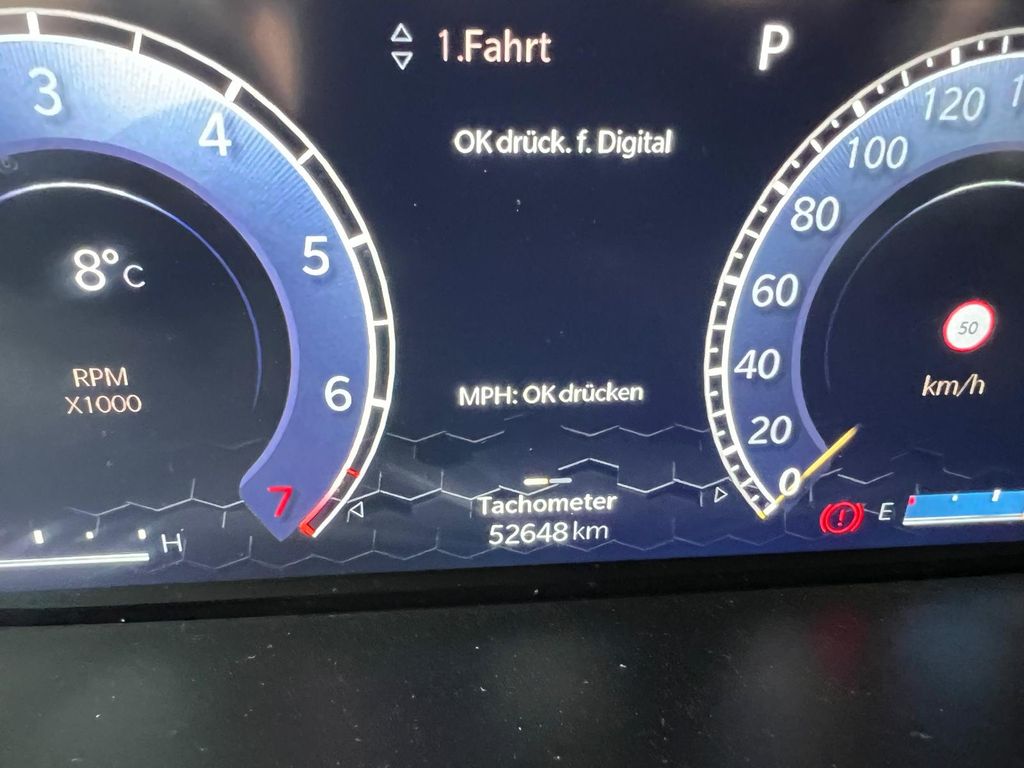 1.Fahrt
P
OK drück. f. Digital
3
4
5
6
7
8°C
RPM
X1000
H
MPH: OK drücken
Tachometer
52648 km
120
100
80
60
40
20
0
50
km/h
E